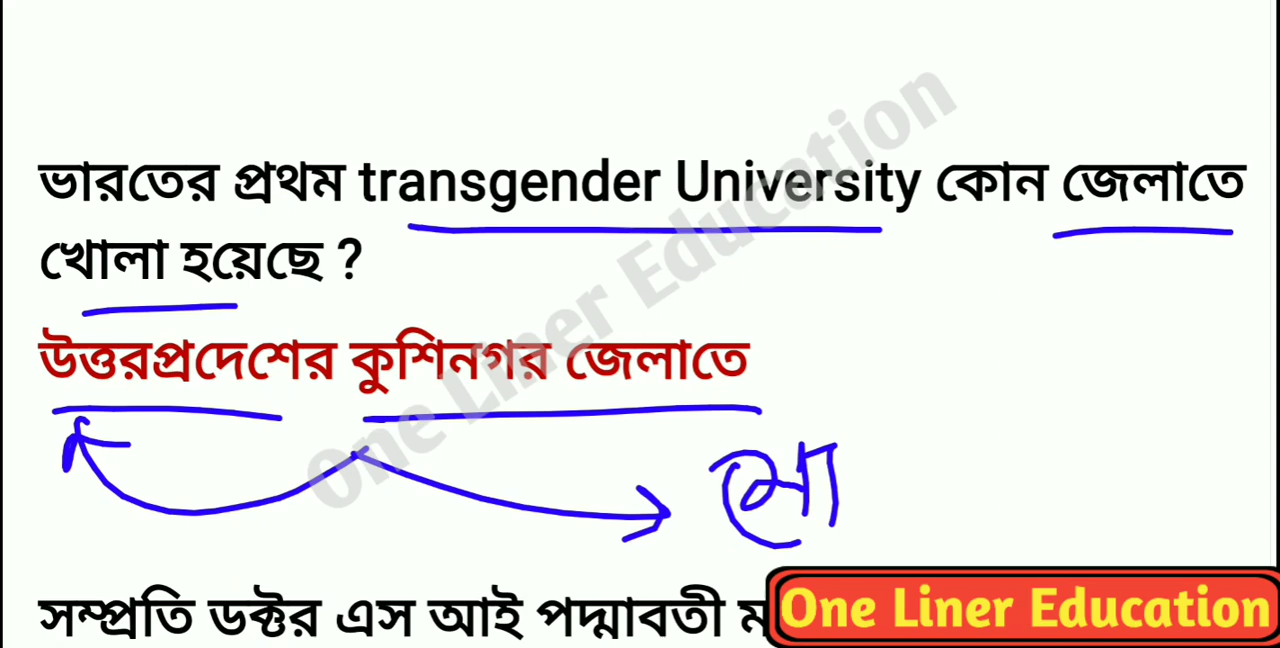 ভারতের প্রথম transgender University কোন জেলাতে
খোলা হয়েছে ?
উত্তরপ্রদেশের কুশিনগর জেলাতে
One Liner Education
সম্প্রতি ডক্টর এস আই পদ্মাবতী
One Liner Education